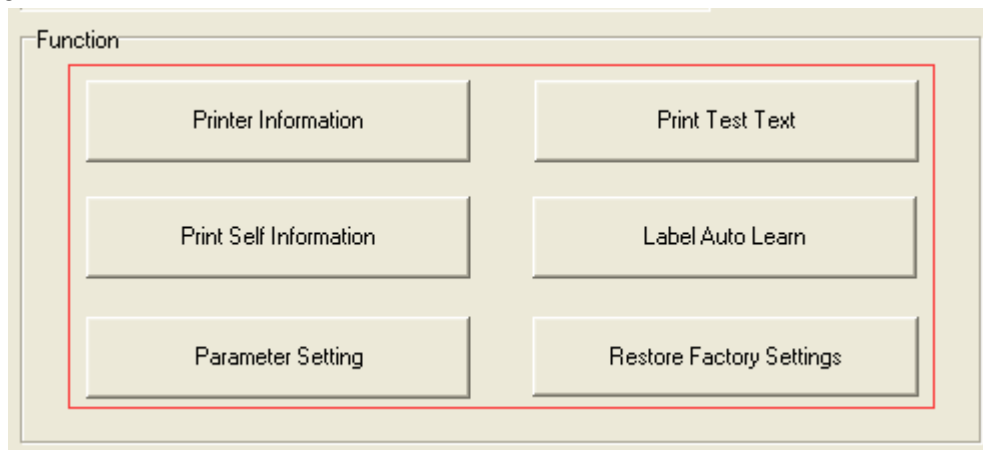 Function
Printer Information
Print Test Text
Print Self Information
Label Auto Learn
Parameter Setting
Restore Factory Settings